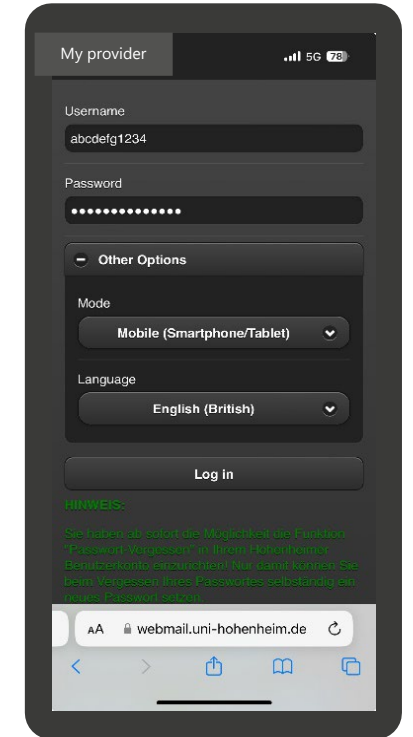 My provider
5G 78
Username
abcdefg1234
Password
••••••••••••••
Other Options
Mode
Mobile (Smartphone/Tablet)
Language
English (British)
Log in
HINWEIS:
Sie haben ab sofort die Möglichkeit die Funktion
"Passwort-Vergessen" in Ihrem Hohenheimer
Benutzerkonto einzurichten! Nur damit können Sie
beim Vergessen Ihres Passwortes selbständig ein
neues Passwort setzen.
AA webmail.uni-hohenheim.de